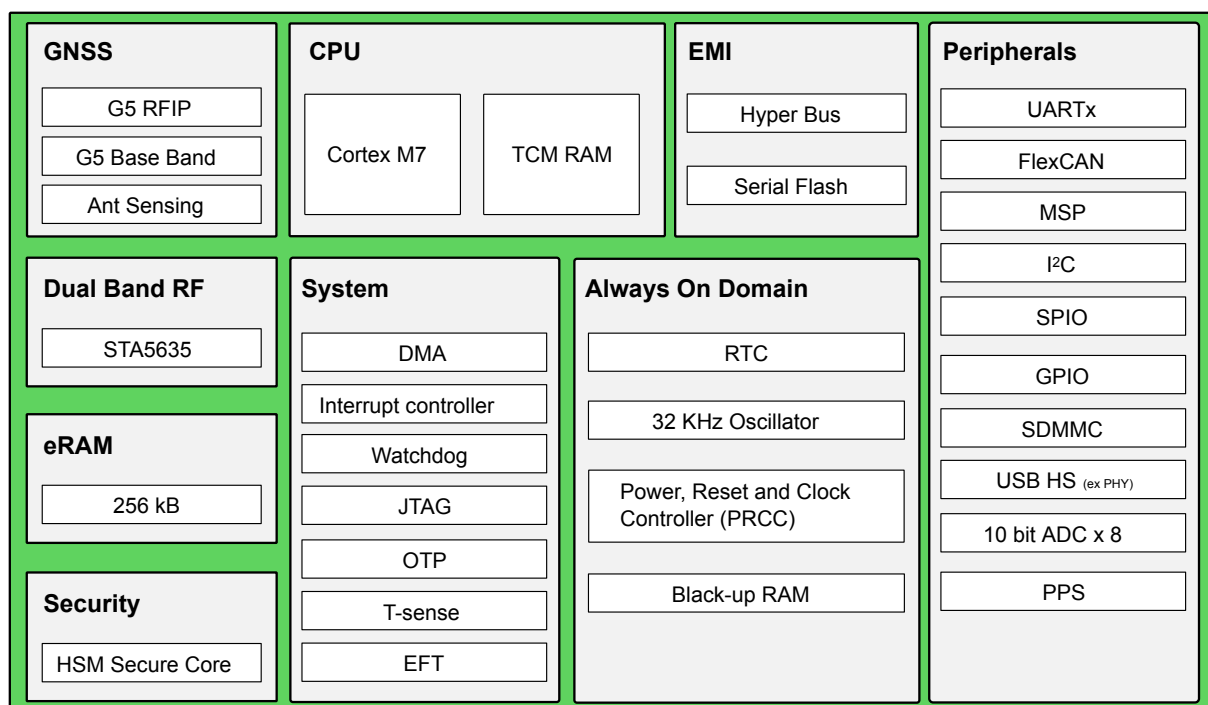 GNSS
G5 RFIP
G5 Base Band
Ant Sensing
CPU
Cortex M7
TCM RAM
EMI
Hyper Bus
Serial Flash
Peripherals
UARTx
FlexCAN
MSP
I²C
SPIO
GPIO
SDMMC
USB HS (ex PHY)
10 bit ADC x 8
PPS
Dual Band RF
STA5635
eRAM
256 kB
Security
HSM Secure Core
System
DMA
Interrupt controller
Watchdog
JTAG
OTP
T-sense
EFT
Always On Domain
RTC
32 KHz Oscillator
Power, Reset and Clock
Controller (PRCC)
Black-up RAM